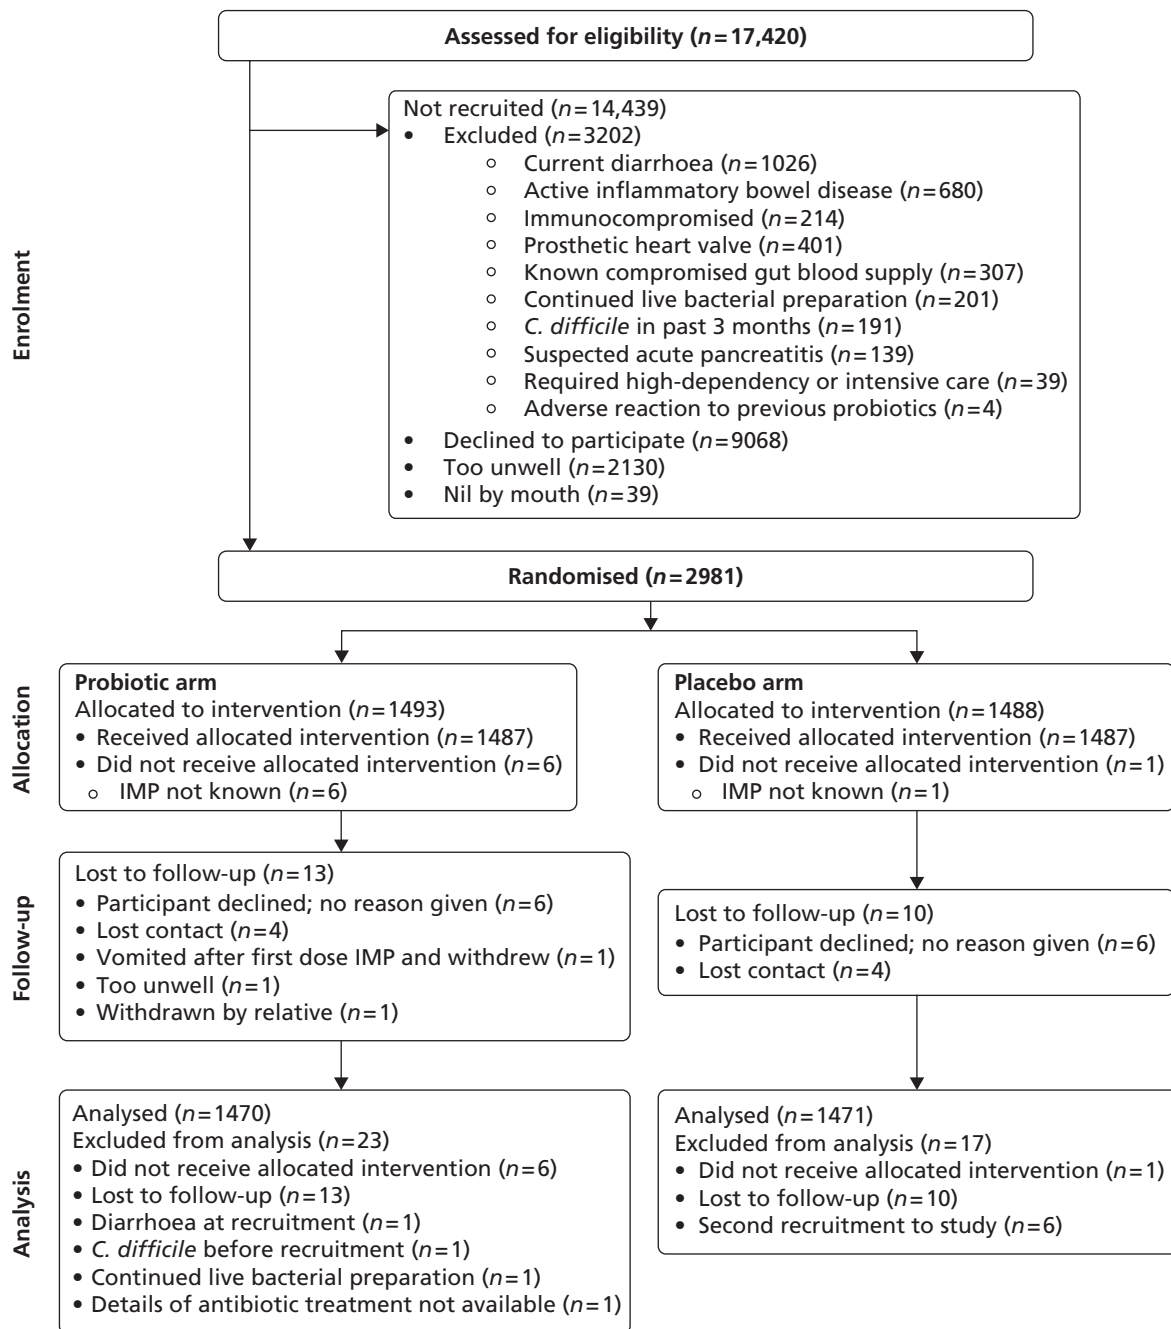 Assessed for eligibility (n=17,420)
Enrolment
Not recruited (n=14,439)
• Excluded (n=3202)
○ Current diarrhoea (n=1026)
○ Active inflammatory bowel disease (n=680)
○ Immunocompromised (n=214)
○ Prosthetic heart valve (n=401)
○ Known compromised gut blood supply (n=307)
○ Continued live bacterial preparation (n=201)
○ C. difficile in past 3 months (n=191)
○ Suspected acute pancreatitis (n=139)
○ Required high-dependency or intensive care (n=39)
○ Adverse reaction to previous probiotics (n=4)
• Declined to participate (n=9068)
• Too unwell (n=2130)
• Nil by mouth (n=39)
Randomised (n=2981)
Allocation
Probiotic arm
Allocated to intervention (n=1493)
• Received allocated intervention (n=1487)
• Did not receive allocated intervention (n=6)
○ IMP not known (n=6)
Placebo arm
Allocated to intervention (n=1488)
• Received allocated intervention (n=1487)
• Did not receive allocated intervention (n=1)
○ IMP not known (n=1)
Follow-up
Lost to follow-up (n=13)
• Participant declined; no reason given (n=6)
• Lost contact (n=4)
• Vomited after first dose IMP and withdrew (n=1)
• Too unwell (n=1)
• Withdrawn by relative (n=1)
Lost to follow-up (n=10)
• Participant declined; no reason given (n=6)
• Lost contact (n=4)
Analysis
Analysed (n=1470)
Excluded from analysis (n=23)
• Did not receive allocated intervention (n=6)
• Lost to follow-up (n=13)
• Diarrhoea at recruitment (n=1)
• C. difficile before recruitment (n=1)
• Continued live bacterial preparation (n=1)
• Details of antibiotic treatment not available (n=1)
Analysed (n=1471)
Excluded from analysis (n=17)
• Did not receive allocated intervention (n=1)
• Lost to follow-up (n=10)
• Second recruitment to study (n=6)